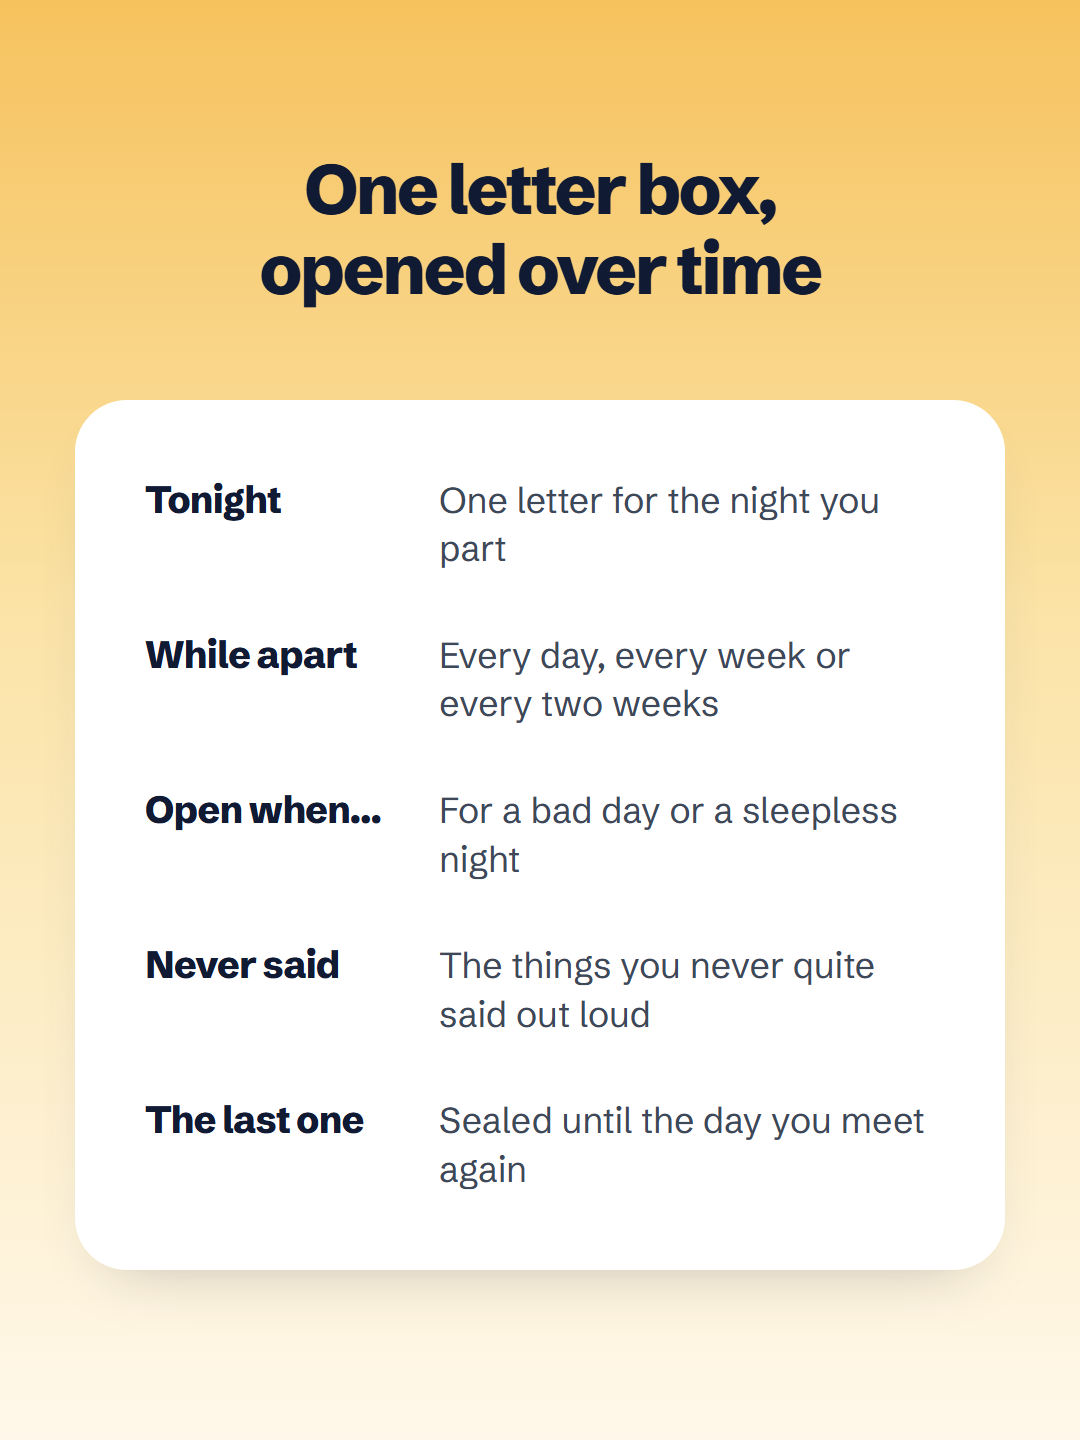 One letter box,
opened over time
Tonight
One letter for the night you
part
While apart
Every day, every week or
every two weeks
Open when...
For a bad day or a sleepless
night
Never said
The things you never quite
said out loud
The last one
Sealed until the day you meet
again